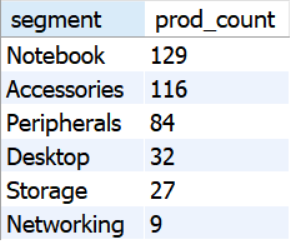 segment prod_count
Notebook 129
Accessories 116
Peripherals 84
Desktop 32
Storage 27
Networking 9